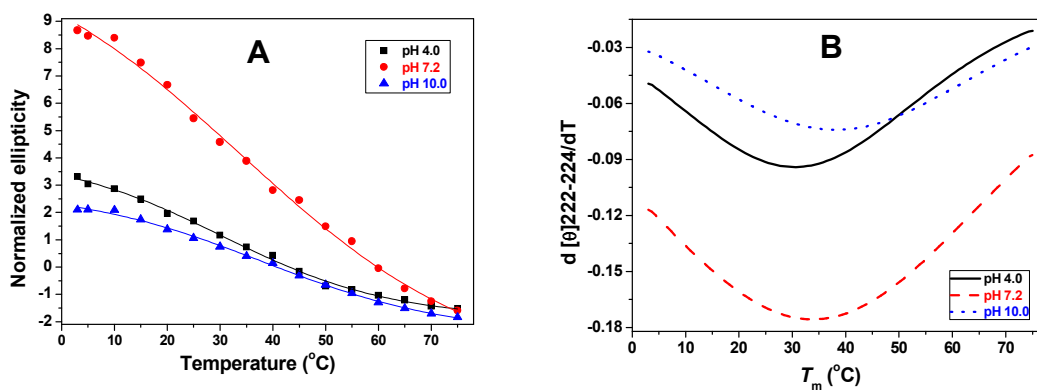 A
pH 4.0
pH 7.2
pH 10.0
Normalized ellipticity
9
8
7
6
5
4
3
2
1
0
-1
-2
0 10 20 30 40 50 60 70
Temperature (°C)
B
d [θ]222-224/dT
-0.03
-0.06
-0.09
-0.12
-0.15
-0.18
pH 4.0
pH 7.2
pH 10.0
0 10 20 30 40 50 60 70
Tm (°C)